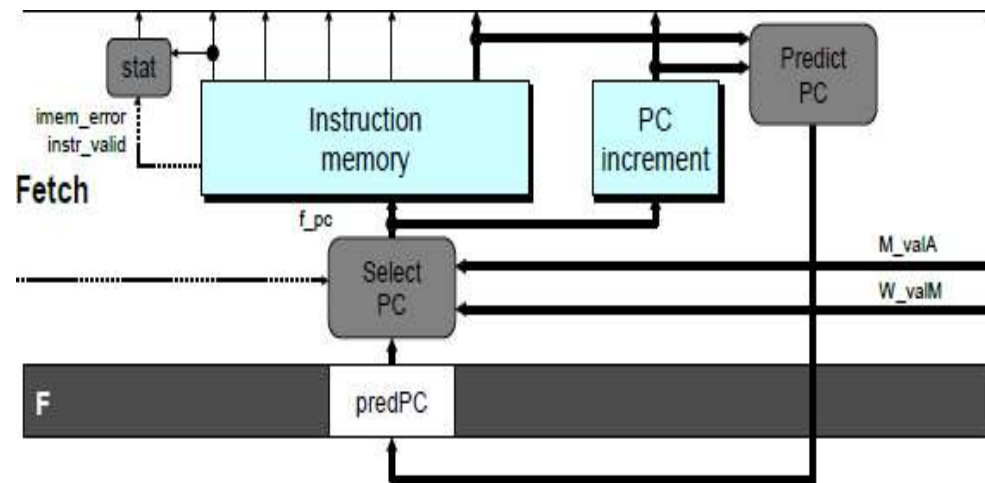 stat
Predict
PC
imem_error
instr_valid
Instruction
memory
PC
increment
Fetch
f_pc
M_valA
Select
PC
W_valM
F
predPC